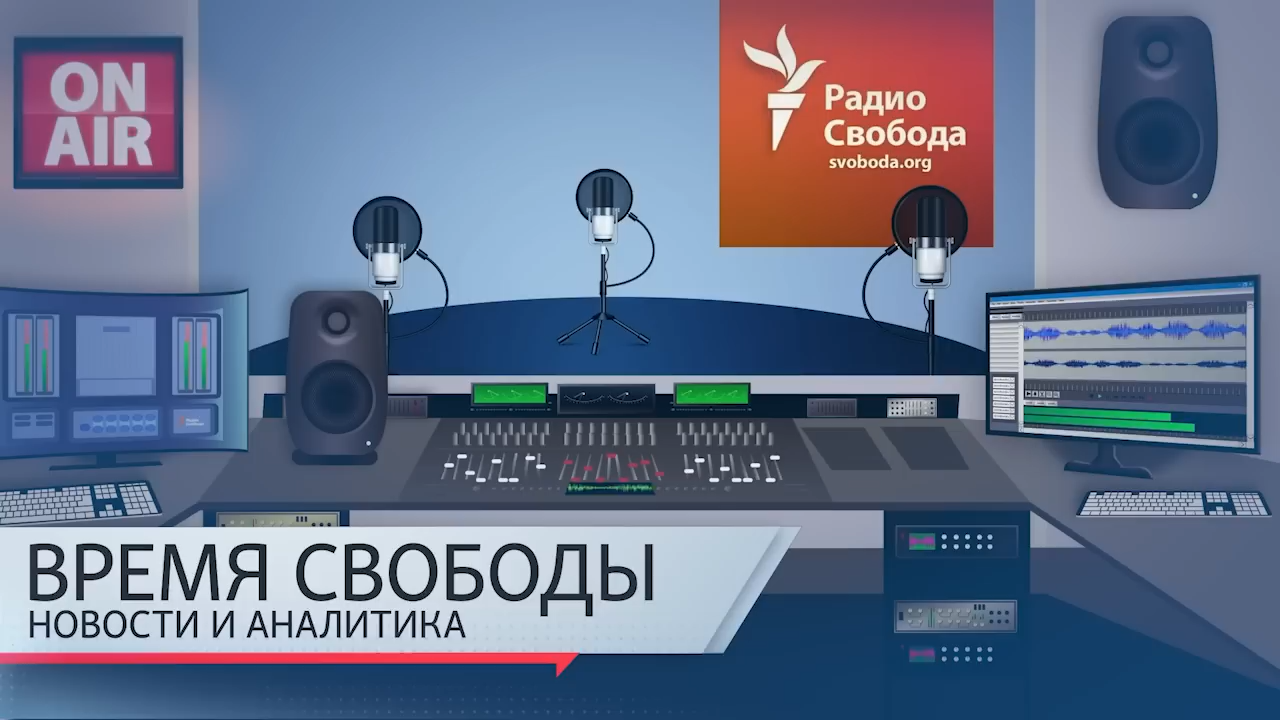 ON
AIR
Радио
Свобода
svoboda.org
ВРЕМЯ СВОБОДЫ
НОВОСТИ И АНАЛИТИКА